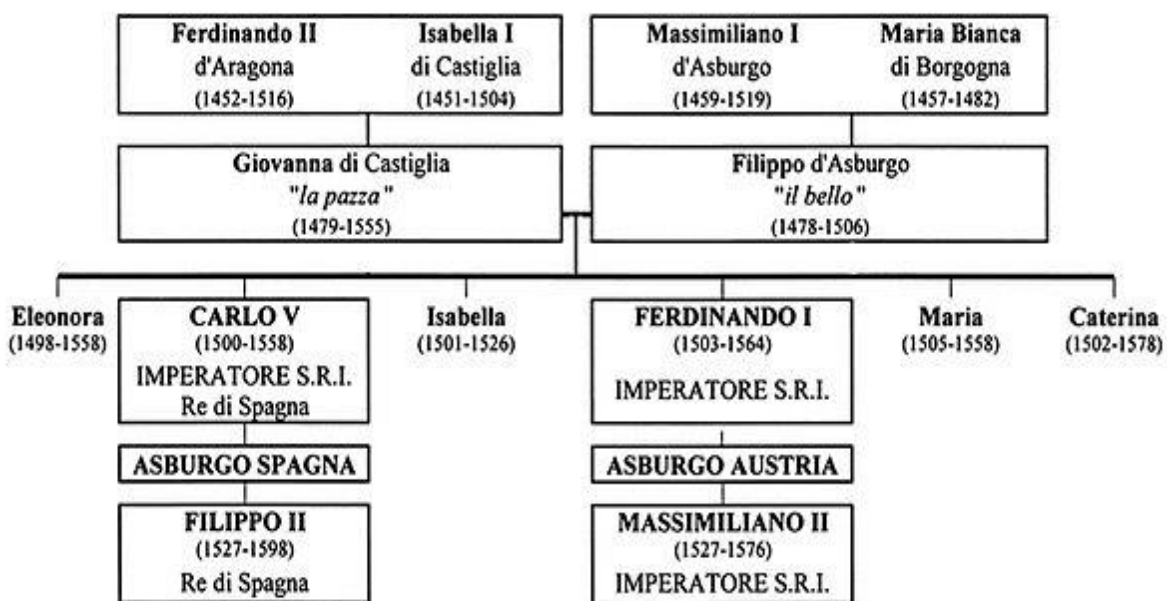 Ferdinando II
d'Aragona
(1452-1516)
Isabella I
di Castiglia
(1451-1504)
Massimiliano I
d'Asburgo
(1459-1519)
Maria Bianca
di Borgogna
(1457-1482)
Giovanna di Castiglia
"la pazza"
(1479-1555)
Filippo d'Asburgo
"il bello"
(1478-1506)
Eleonora
(1498-1558)
CARLO V
(1500-1558)
IMPERATORE S.R.I.
Re di Spagna
Isabella
(1501-1526)
FERDINANDO I
(1503-1564)
IMPERATORE S.R.I.
Maria
(1505-1558)
Caterina
(1502-1578)
ASBURGO SPAGNA
ASBURGO AUSTRIA
FILIPPO II
(1527-1598)
Re di Spagna
MASSIMILIANO II
(1527-1576)
IMPERATORE S.R.I.